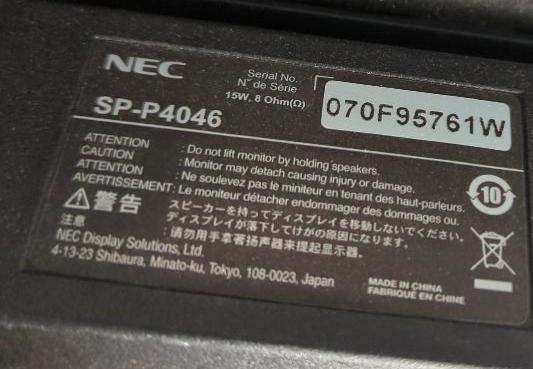 NEC
Serial No.
N° de Série
15W, 8 Ohm(Ω)
070F95761W
SP-P4046
ATTENTION : Do not lift monitor by holding speakers.
CAUTION : Monitor may detach causing injury or damage.
ATTENTION : Ne soulevez pas le miniteur en tenant des haut-parleurs.
AVERTISSEMENT: Le moniteur détacher endommager des dommages ou.
警告 スピーカーを持ってディスプレイを移動しないでください。
ディスプレイが落下してけがの原因になります。
注意 : 请勿用手拿着扬声器来提起显示器。
NEC Display Solutions, Ltd.
4-13-23 Shibaura, Minato-ku, Tokyo, 108-0023, Japan
10
MADE IN CHINA
FABRIQUÉ EN CHINE